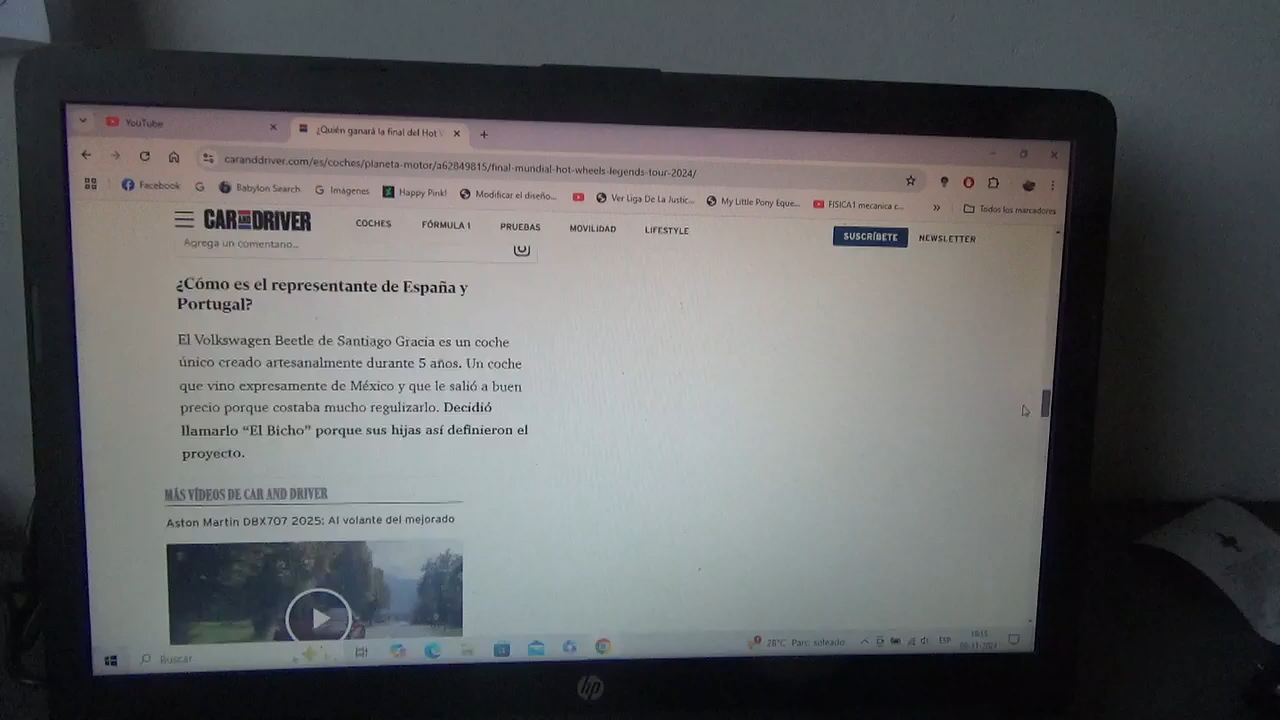 YouTube
¿Quién ganará la final del Hot
caranddriver.com/es/coches/planeta-motor/a62849815/final-mundial-hot-wheels-legends-tour-2024/
Facebook Babylon Search Imágenes Happy Pink! Modificar el diseño... Ver Liga De La Justic... My Little Pony Eque... FISICA1 mecanica c... » Todos los marcadores
CAR AND DRIVER COCHES FÓRMULA 1 PRUEBAS MOVILIDAD LIFESTYLE SUSCRÍBETE NEWSLETTER
Agrega un comentario...
¿Cómo es el representante de España y
Portugal?
El Volkswagen Beetle de Santiago Gracia es un coche
único creado artesanalmente durante 5 años. Un coche
que vino expresamente de México y que le salió a buen
precio porque costaba mucho regulizarlo. Decidió
llamarlo “El Bicho” porque sus hijas así definieron el
proyecto.
MÁS VÍDEOS DE CAR AND DRIVER
Aston Martin DBX707 2025: Al volante del mejorado
Buscar 28°C Parc. soleado ESP
hp